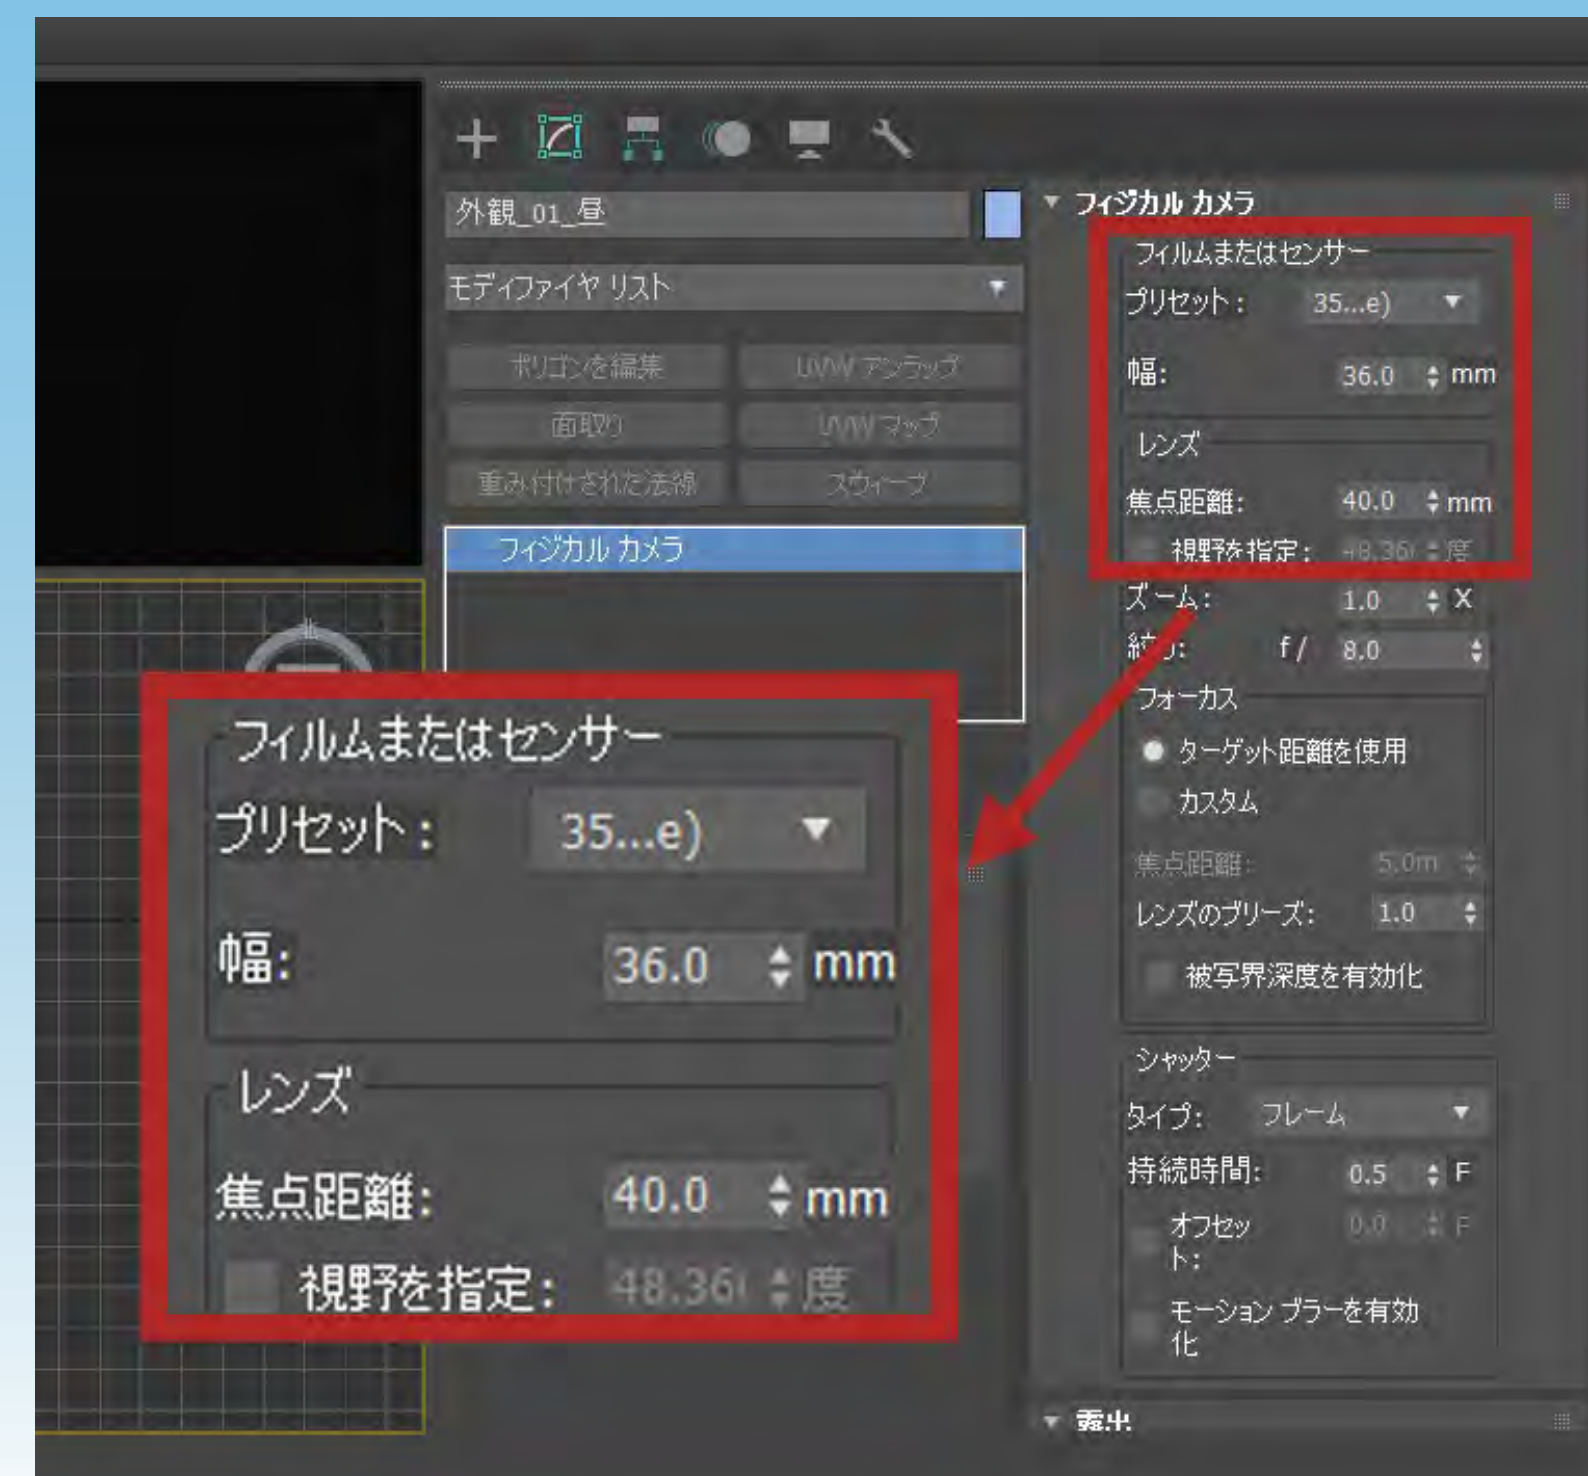 外観_01_昼
モディファイヤ リスト
ポリゴンを編集
UVW アンラップ
面取り
UVW マップ
重み付けされた法線
スウィープ
フィジカル カメラ
フィルムまたはセンサー
プリセット : 35...e)
幅: 36.0 mm
レンズ
焦点距離: 40.0 mm
視野を指定: 48.36 度
フィジカル カメラ
フィルムまたはセンサー
プリセット : 35...e)
幅: 36.0 mm
レンズ
焦点距離: 40.0 mm
視野を指定: 48.36 度
ズーム: 1.0 X
絞り: f / 8.0
フォーカス
ターゲット距離を使用
カスタム
焦点距離: 5.0m
レンズのブリーズ: 1.0
被写界深度を有効化
シャッター
タイプ: フレーム
持続時間: 0.5 F
オフセッ 0.0 F
ト:
モーション ブラーを有効
化
露出